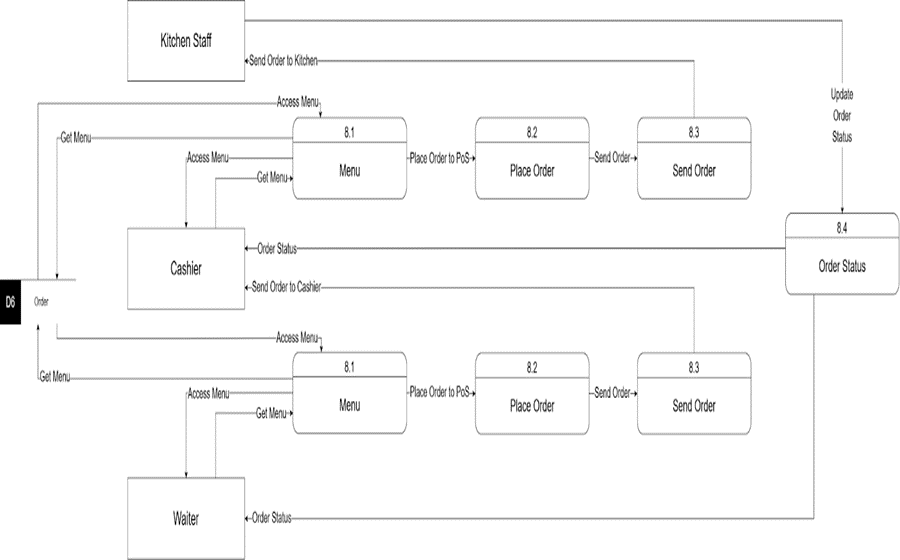 Kitchen Staff
Send Order to Kitchen
Update
Order
Status
Access Menu
Get Menu
8.1
Menu
Place Order to PoS
8.2
Place Order
Send Order
8.3
Send Order
Access Menu
Get Menu
Cashier
Order Status
Send Order to Cashier
8.4
Order Status
D6
Order
Access Menu
Get Menu
8.1
Menu
Place Order to PoS
8.2
Place Order
Send Order
8.3
Send Order
Access Menu
Get Menu
Waiter
Order Status